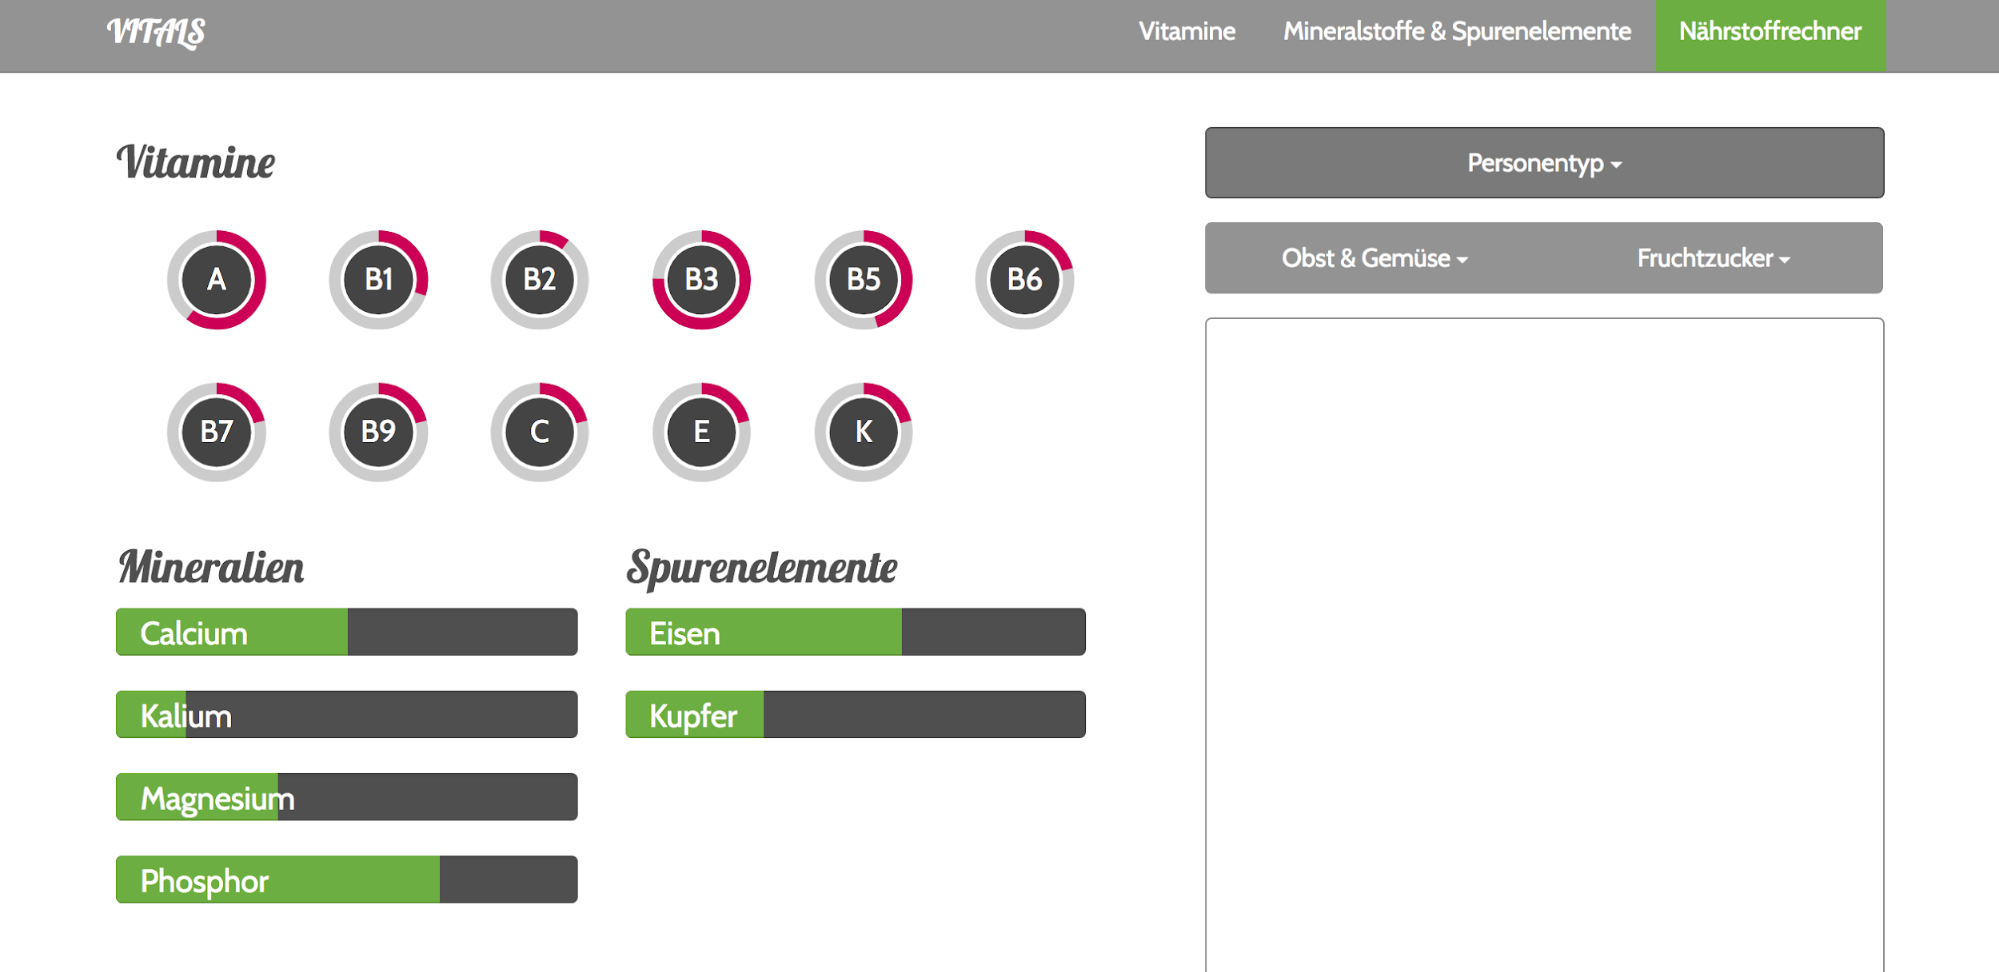 VITALS
Vitamine Mineralstoffe & Spurenelemente Nährstoffrechner
Vitamine
A B1 B2 B3 B5 B6
B7 B9 C E K
Mineralien
Calcium
Kalium
Magnesium
Phosphor
Spurenelemente
Eisen
Kupfer
Personentyp
Obst & Gemüse Fruchtzucker